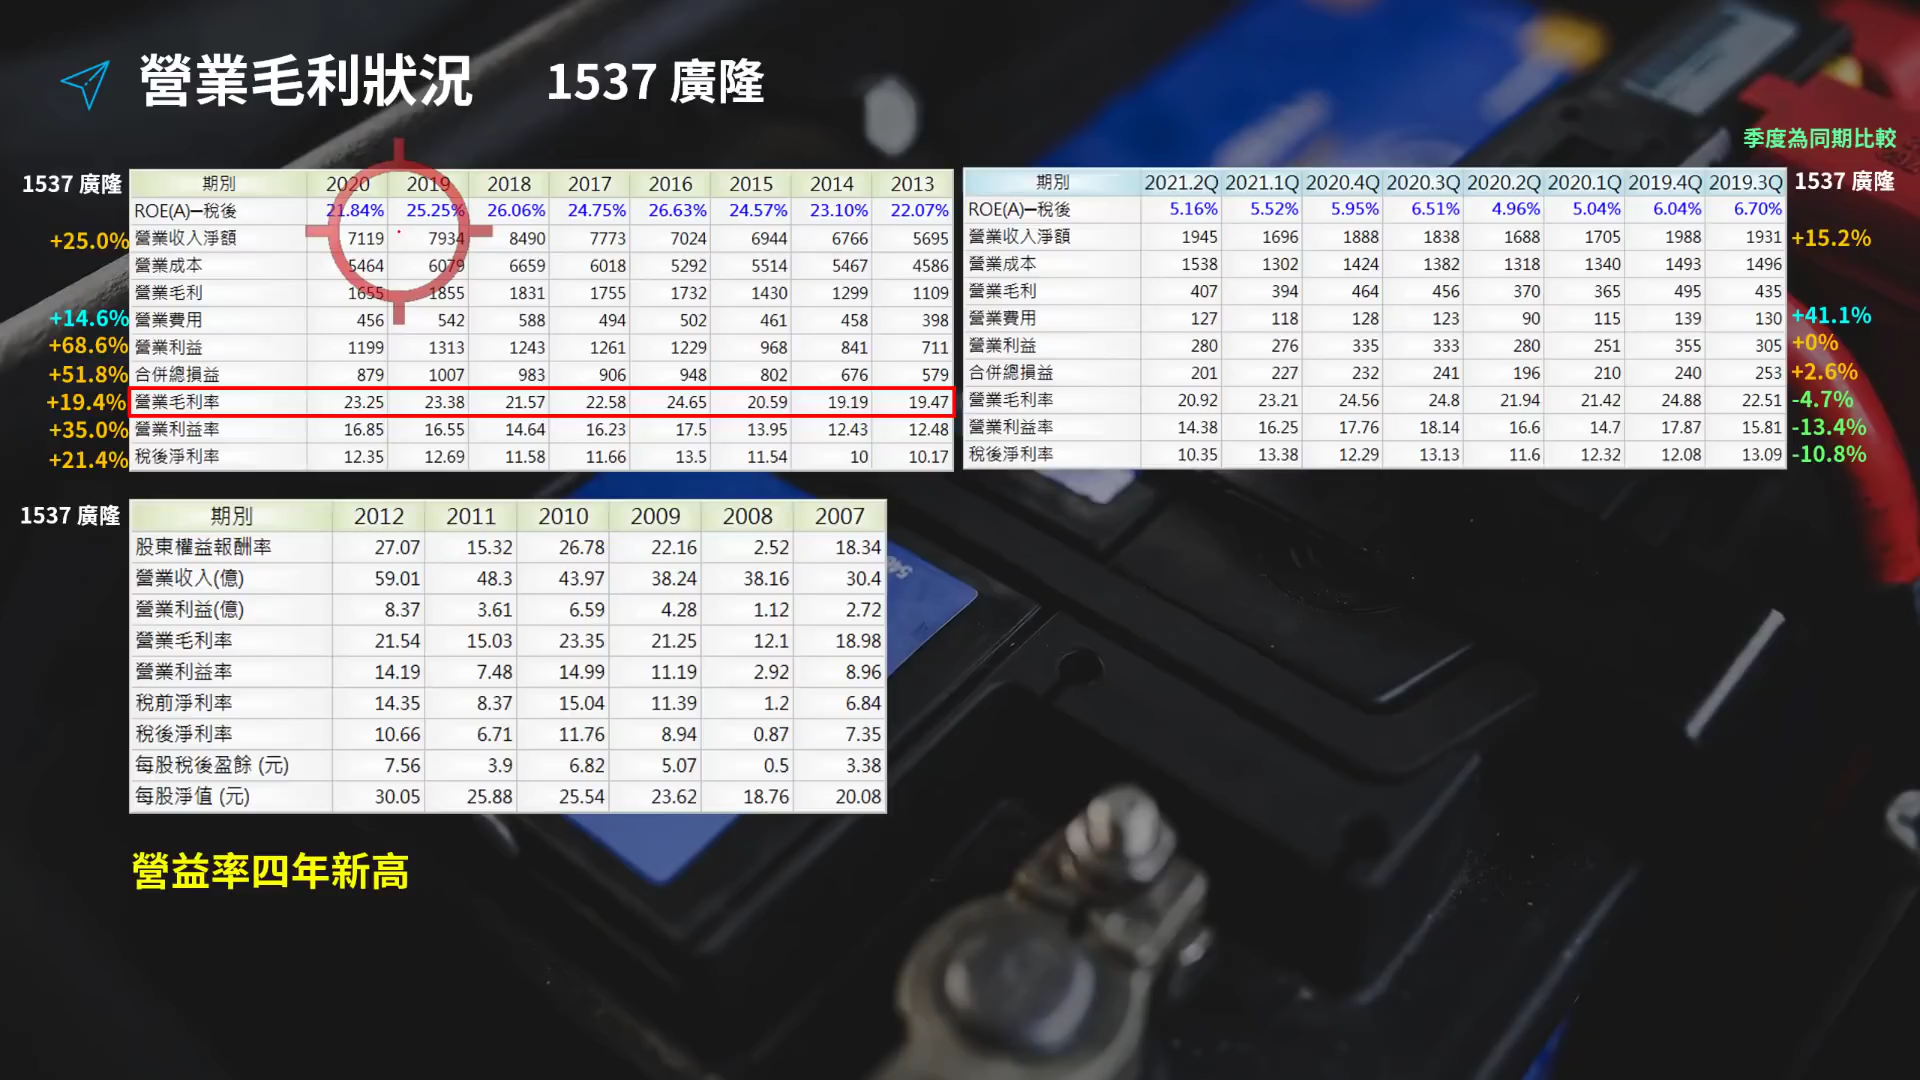 營業毛利狀況 1537 廣隆
季度為同期比較
1537 廣隆
期別 2020 2019 2018 2017 2016 2015 2014 2013
ROE(A)─稅後 21.84% 25.25% 26.06% 24.75% 26.63% 24.57% 23.10% 22.07%
+25.0% 營業收入淨額 7119 7934 8490 7773 7024 6944 6766 5695
營業成本 5464 6079 6659 6018 5292 5514 5467 4586
營業毛利 1655 1855 1831 1755 1732 1430 1299 1109
+14.6% 營業費用 456 542 588 494 502 461 458 398
+68.6% 營業利益 1199 1313 1243 1261 1229 968 841 711
+51.8% 合併總損益 879 1007 983 906 948 802 676 579
+19.4% 營業毛利率 23.25 23.38 21.57 22.58 24.65 20.59 19.19 19.47
+35.0% 營業利益率 16.85 16.55 14.64 16.23 17.5 13.95 12.43 12.48
+21.4% 稅後淨利率 12.35 12.69 11.58 11.66 13.5 11.54 10 10.17
期別 2021.2Q 2021.1Q 2020.4Q 2020.3Q 2020.2Q 2020.1Q 2019.4Q 2019.3Q 1537 廣隆
ROE(A)─稅後 5.16% 5.52% 5.95% 6.51% 4.96% 5.04% 6.04% 6.70%
營業收入淨額 1945 1696 1888 1838 1688 1705 1988 1931 +15.2%
營業成本 1538 1302 1424 1382 1318 1340 1493 1496
營業毛利 407 394 464 456 370 365 495 435
營業費用 127 118 128 123 90 115 139 130 +41.1%
營業利益 280 276 335 333 280 251 355 305 +0%
合併總損益 201 227 232 241 196 210 240 253 +2.6%
營業毛利率 20.92 23.21 24.56 24.8 21.94 21.42 24.88 22.51 -4.7%
營業利益率 14.38 16.25 17.76 18.14 16.6 14.7 17.87 15.81 -13.4%
稅後淨利率 10.35 13.38 12.29 13.13 11.6 12.32 12.08 13.09 -10.8%
1537 廣隆
期別 2012 2011 2010 2009 2008 2007
股東權益報酬率 27.07 15.32 26.78 22.16 2.52 18.34
營業收入(億) 59.01 48.3 43.97 38.24 38.16 30.4
營業利益(億) 8.37 3.61 6.59 4.28 1.12 2.72
營業毛利率 21.54 15.03 23.35 21.25 12.1 18.98
營業利益率 14.19 7.48 14.99 11.19 2.92 8.96
稅前淨利率 14.35 8.37 15.04 11.39 1.2 6.84
稅後淨利率 10.66 6.71 11.76 8.94 0.87 7.35
每股稅後盈餘 (元) 7.56 3.9 6.82 5.07 0.5 3.38
每股淨值 (元) 30.05 25.88 25.54 23.62 18.76 20.08
營益率四年新高